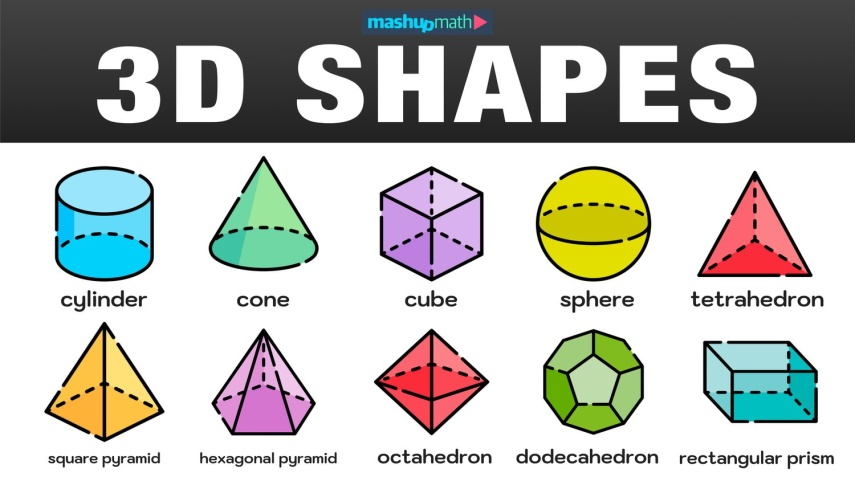 mashupmath
3D SHAPES
cylinder
cone
cube
sphere
tetrahedron
square pyramid
hexagonal pyramid
octahedron
dodecahedron
rectangular prism